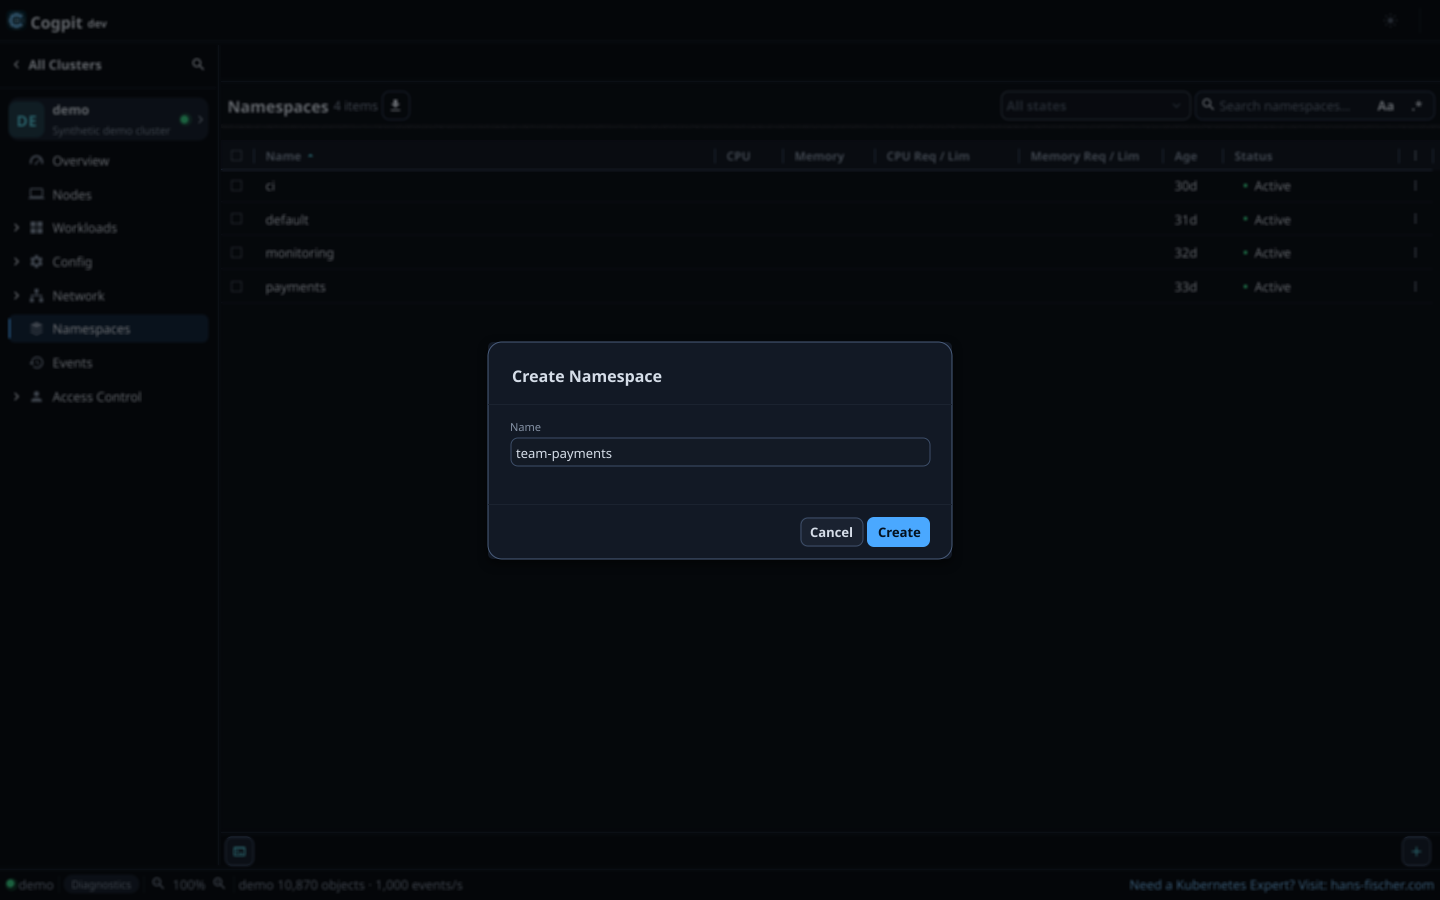 Cogpit dev
All Clusters
DE
demo
Synthetic demo cluster
Overview
Nodes
Workloads
Config
Network
Namespaces
Events
Access Control
Namespaces 4 items
All states
Search namespaces...
Aa
.*
Name CPU Memory CPU Req / Lim Memory Req / Lim Age Status
ci 30d Active
default 31d Active
monitoring 32d Active
payments 33d Active
Create Namespace
Name
team-payments
Cancel Create
demo Diagnostics 100% demo 10,870 objects · 1,000 events/s
Need a Kubernetes Expert? Visit: hans-fischer.com